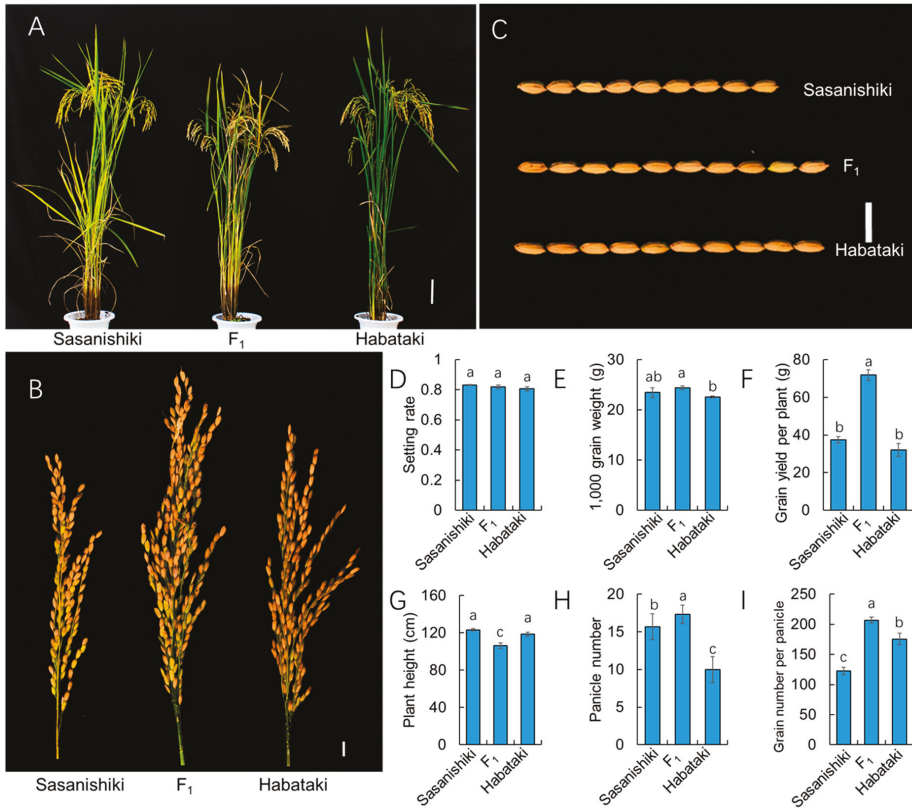 A
Sasanishiki
F1
Habataki
C
Sasanishiki
F1
Habataki
B
Sasanishiki
F1
Habataki
D
Setting rate
1
0.8
0.6
0.4
0.2
0
a
a
a
Sasanishiki
F1
Habataki
E
1,000 grain weight (g)
30
20
10
0
ab
a
b
Sasanishiki
F1
Habataki
F
Grain yield per plant (g)
80
60
40
20
0
b
a
b
Sasanishiki
F1
Habataki
G
Plant height (cm)
160
120
80
40
0
a
c
a
Sasanishiki
F1
Habataki
H
Panicle number
20
15
10
5
0
b
a
c
Sasanishiki
F1
Habataki
I
Grain number per panicle
250
200
150
100
50
0
c
a
b
Sasanishiki
F1
Habataki